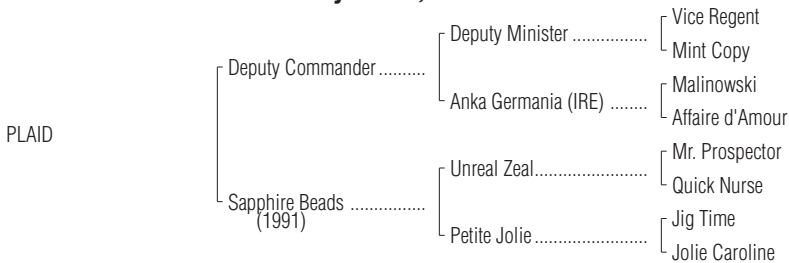 Vice Regent
Deputy Minister ................
Mint Copy
Deputy Commander ..........
Malinowski
Anka Germania (IRE) ........
Affaire d'Amour
PLAID
Mr. Prospector
Unreal Zeal........................
Quick Nurse
Sapphire Beads ................
(1991)
Jig Time
Petite Jolie ........................
Jolie Caroline